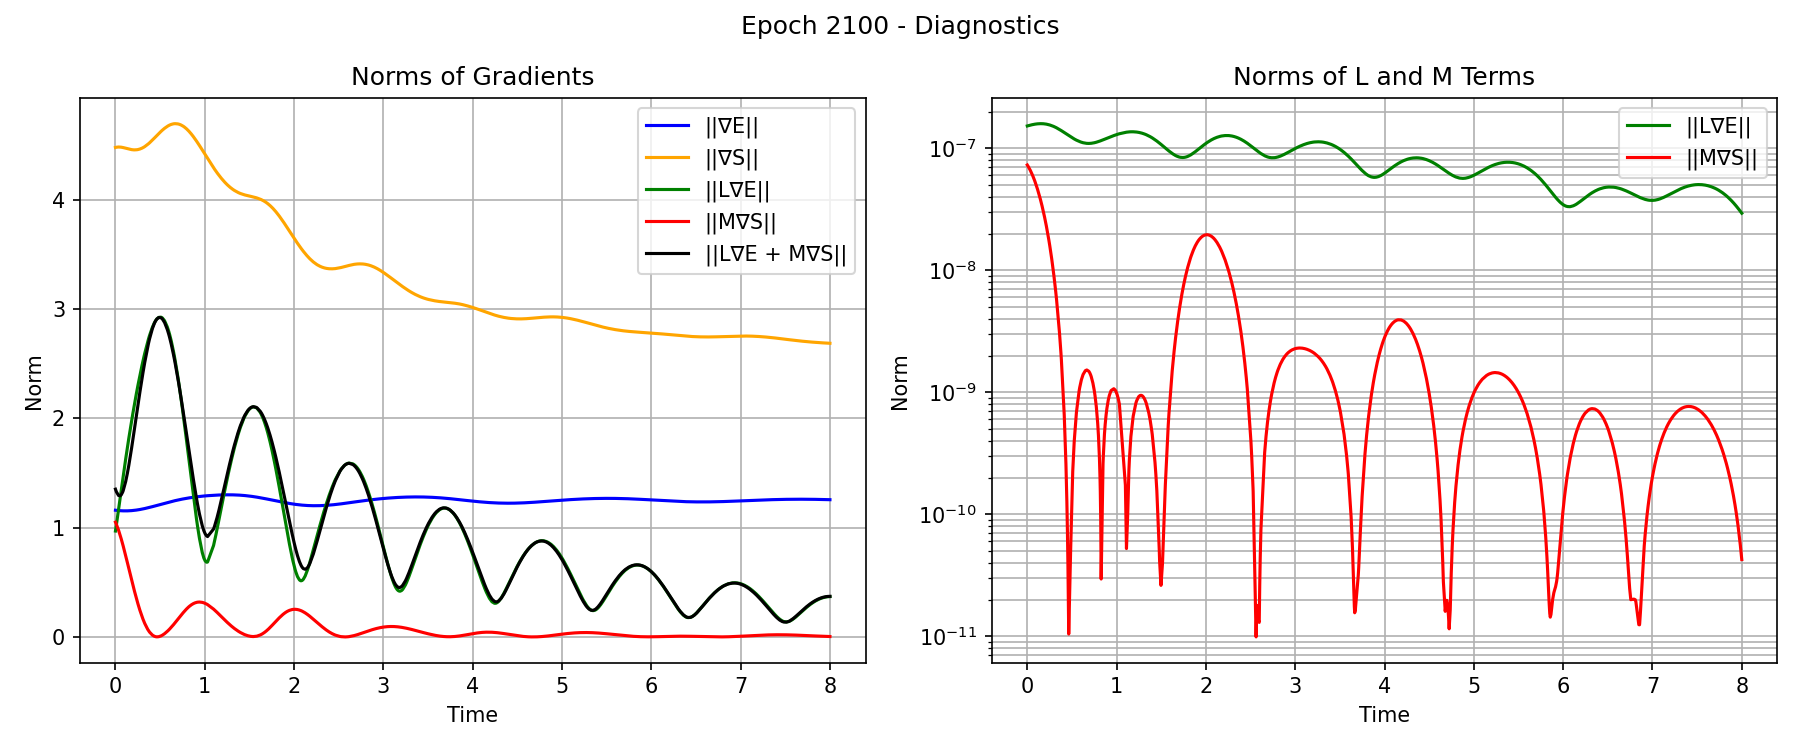 Epoch 2100 - Diagnostics
Norms of Gradients
||∇E||
||∇S||
||L∇E||
||M∇S||
||L∇E + M∇S||
Norm
4
3
2
1
0
0 1 2 3 4 5 6 7 8
Time
Norms of L and M Terms
||L∇E||
||M∇S||
Norm
10⁻⁷
10⁻⁸
10⁻⁹
10⁻¹⁰
10⁻¹¹
0 1 2 3 4 5 6 7 8
Time